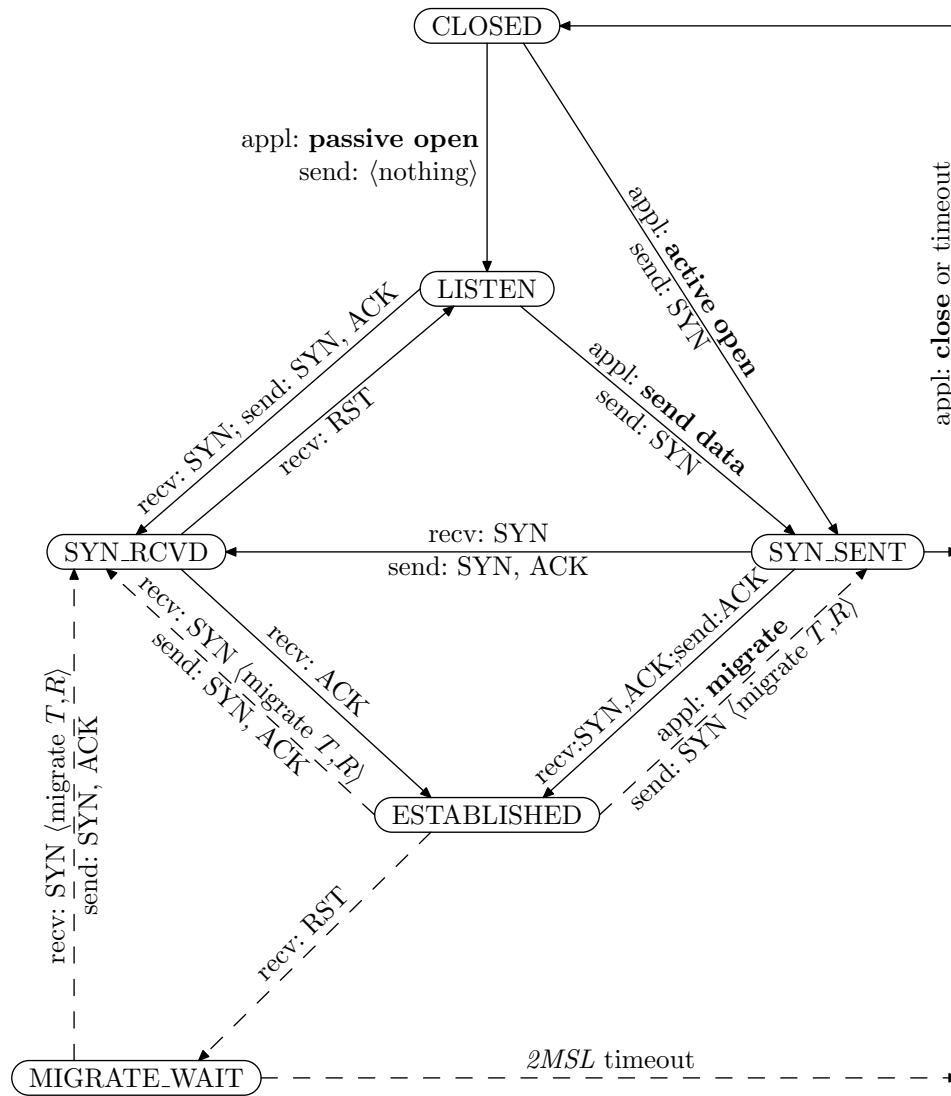 CLOSED
appl: passive open
send: ⟨nothing⟩
appl: active open
send: SYN
appl: close or timeout
LISTEN
recv: SYN; send: SYN, ACK
recv: RST
appl: send data
send: SYN
SYN_RCVD
recv: SYN
send: SYN, ACK
SYN_SENT
recv: SYN ⟨migrate T,R⟩
send: SYN, ACK
recv: ACK
recv:SYN,ACK;send:ACK
appl: migrate
send: SYN ⟨migrate T,R⟩
recv: SYN ⟨migrate T,R⟩
send: SYN, ACK
ESTABLISHED
recv: RST
MIGRATE_WAIT
2MSL timeout